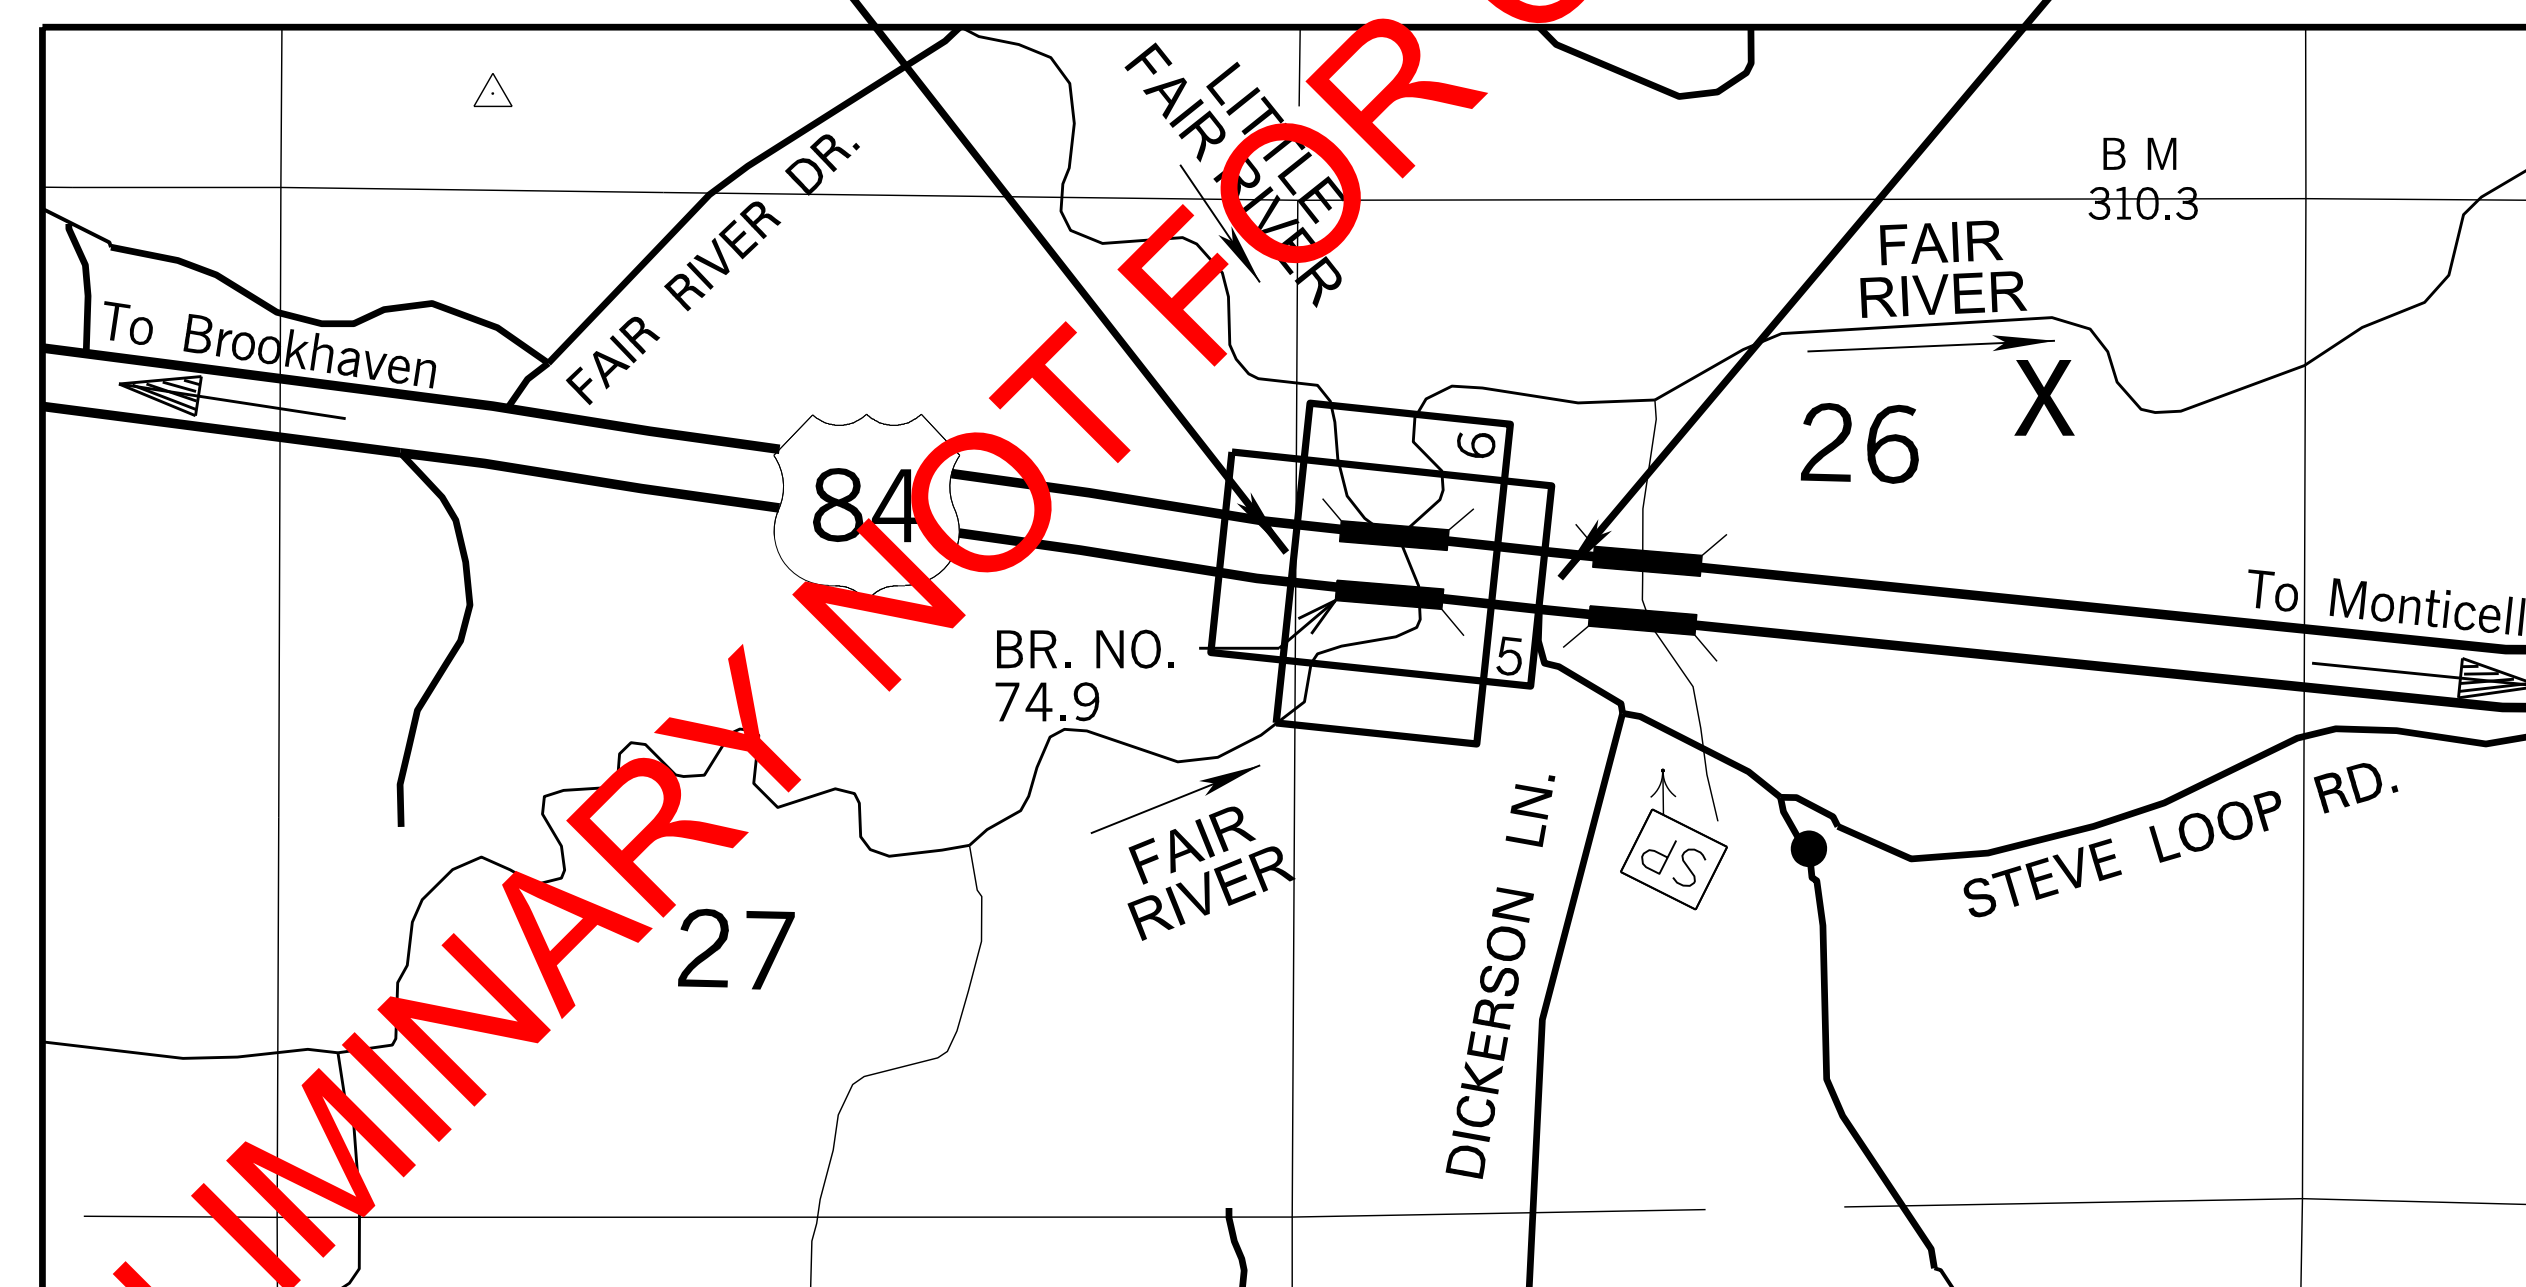 LITTLE
FAIR RIVER
B M
310.3
FAIR RIVER DR.
FAIR
RIVER
To Brookhaven
26
X
6
84
To Monticell
BR. NO.
74.9
5
FAIR
RIVER
DICKERSON LN.
SP
STEVE LOOP RD.
27
LIMINARY NOT FOR